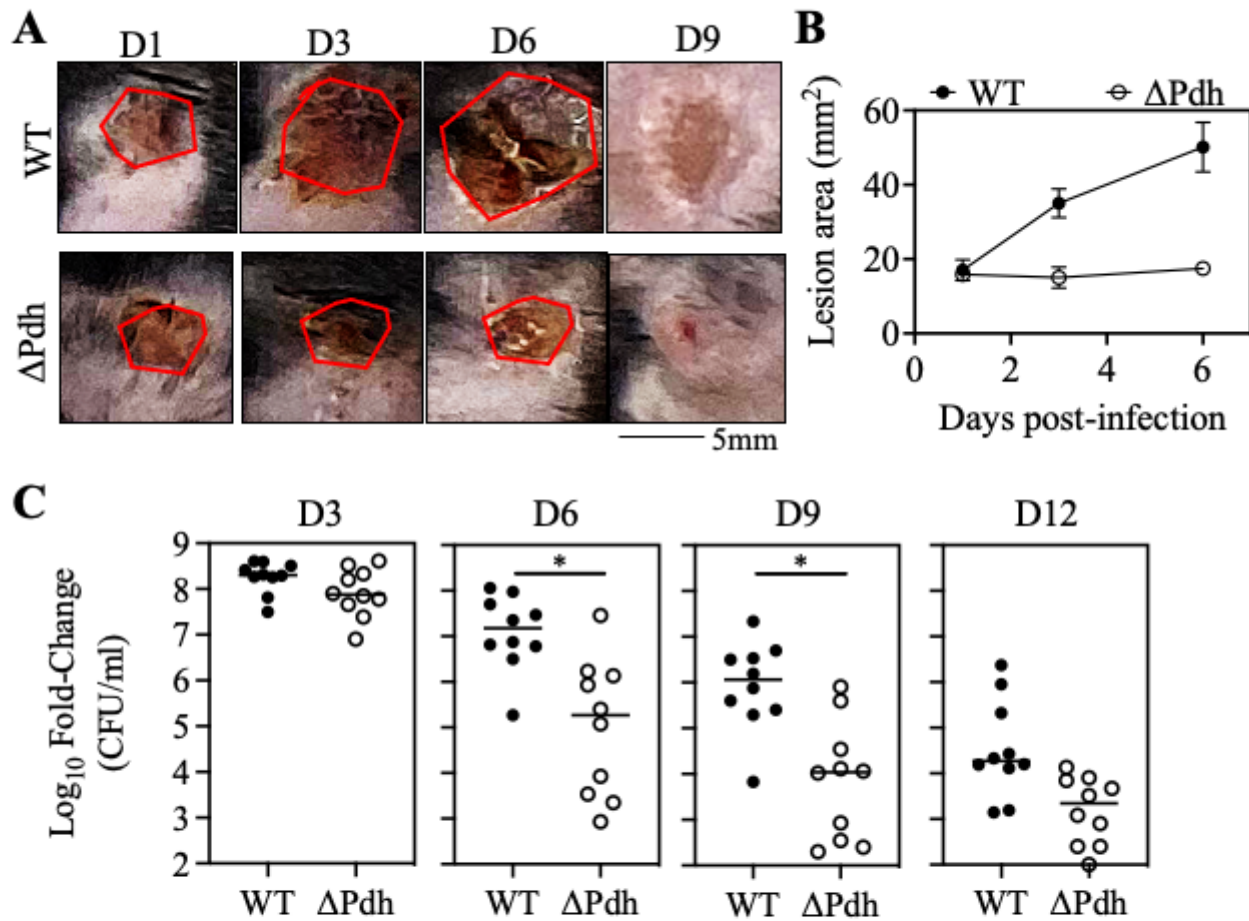 A
D1 D3 D6 D9
WT
ΔPdh
5mm
B
WT ΔPdh
Lesion area (mm²)
60
40
20
0
0 2 4 6
Days post-infection
C
D3 D6 D9 D12
Log₁₀ Fold-Change
(CFU/ml)
9
8
7
6
5
4
3
2
* *
WT ΔPdh WT ΔPdh WT ΔPdh WT ΔPdh